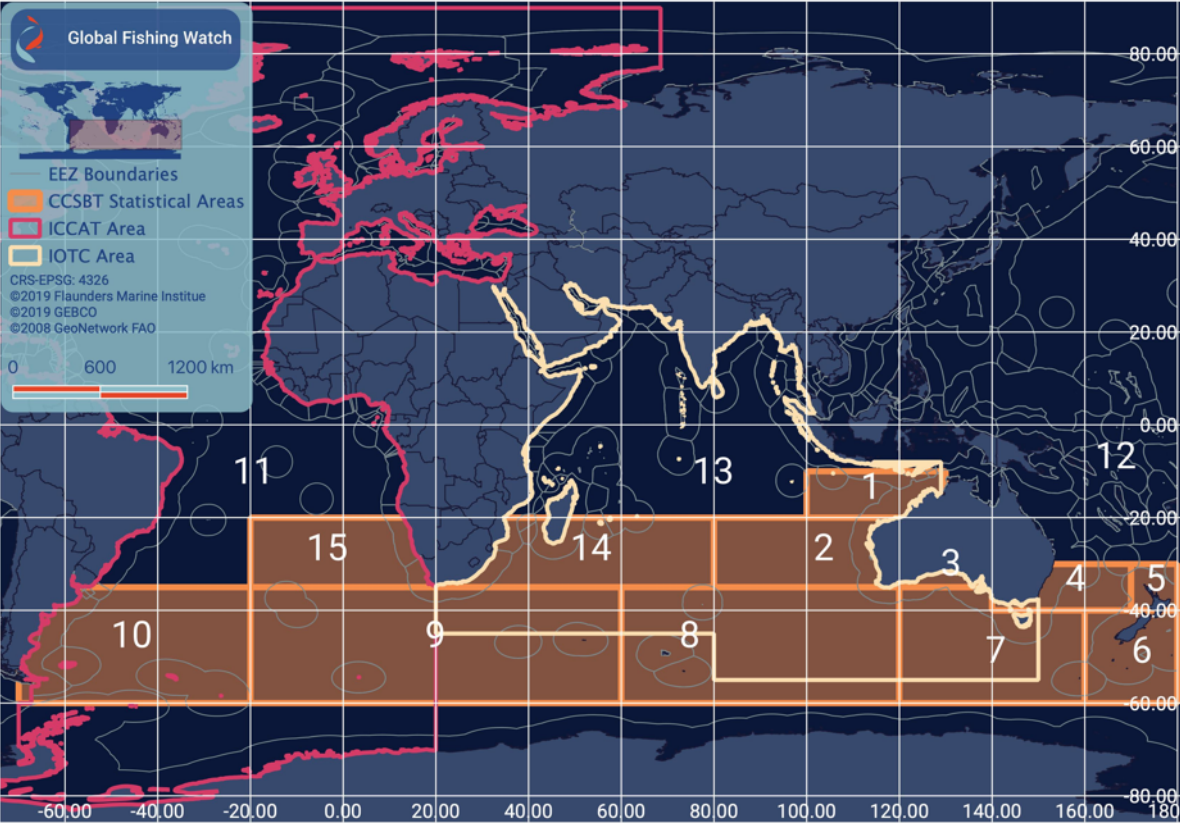 Global Fishing Watch
EEZ Boundaries
CCSBT Statistical Areas
ICCAT Area
IOTC Area
CRS-EPSG: 4326
©2019 Flaunders Marine Institue
©2019 GEBCO
©2008 GeoNetwork FAO
0 600 1200 km
80.00
60.00
40.00
20.00
0.00
11 13 12
1
-20.00
15 14 2 3
4 5
-40.00
10 9 8 7 6
-60.00
-80.00
-60.00 -40.00 -20.00 0.00 20.00 40.00 60.00 80.00 100.00 120.00 140.00 160.00 180